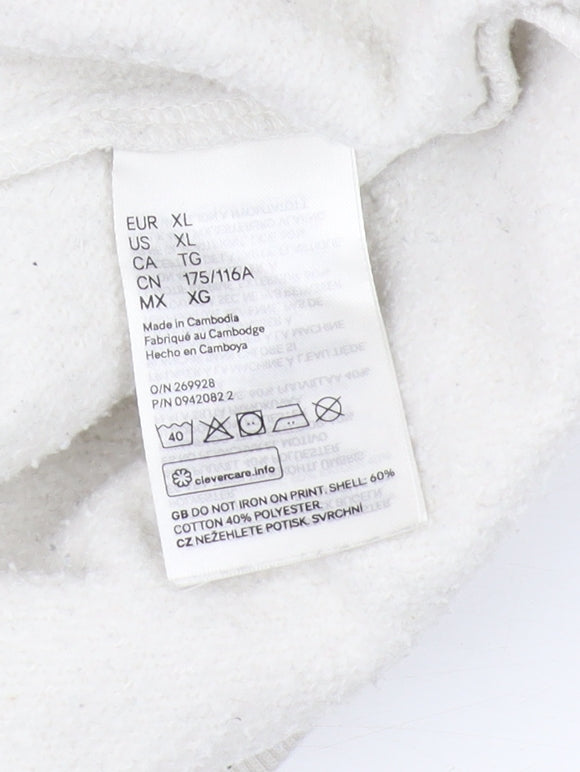 EUR XL
US XL
CA TG
CN 175/116A
MX XG
Made in Cambodia
Fabriqué au Cambodge
Hecho en Camboya
O/N 269928
P/N 0942082 2
40
clevercare.info
GB DO NOT IRON ON PRINT. SHELL: 60%
COTTON 40% POLYESTER.
CZ NEŽEHLETE POTISK. SVRCHNÍ